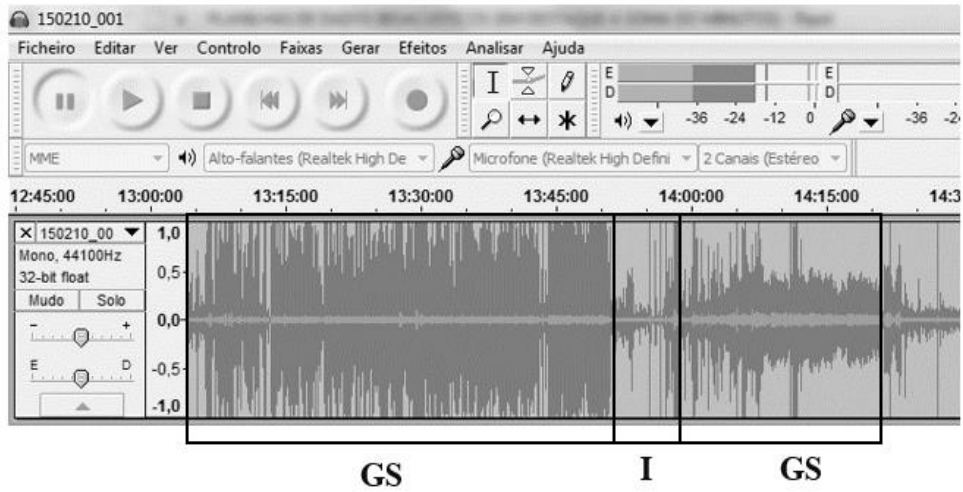 150210_001
Ficheiro Editar Ver Controlo Faixas Gerar Efeitos Analisar Ajuda
E
D
-36 -24 -12 0
E
D
-36 -2
MME
Alto-falantes (Realtek High De
Microfone (Realtek High Defini
2 Canais (Estéreo
12:45:00 13:00:00 13:15:00 13:30:00 13:45:00 14:00:00 14:15:00 14:3
X 150210_00
Mono, 44100Hz
32-bit float
Mudo Solo
- +
E D
1,0
0,5
0,0
-0,5
-1,0
GS I GS